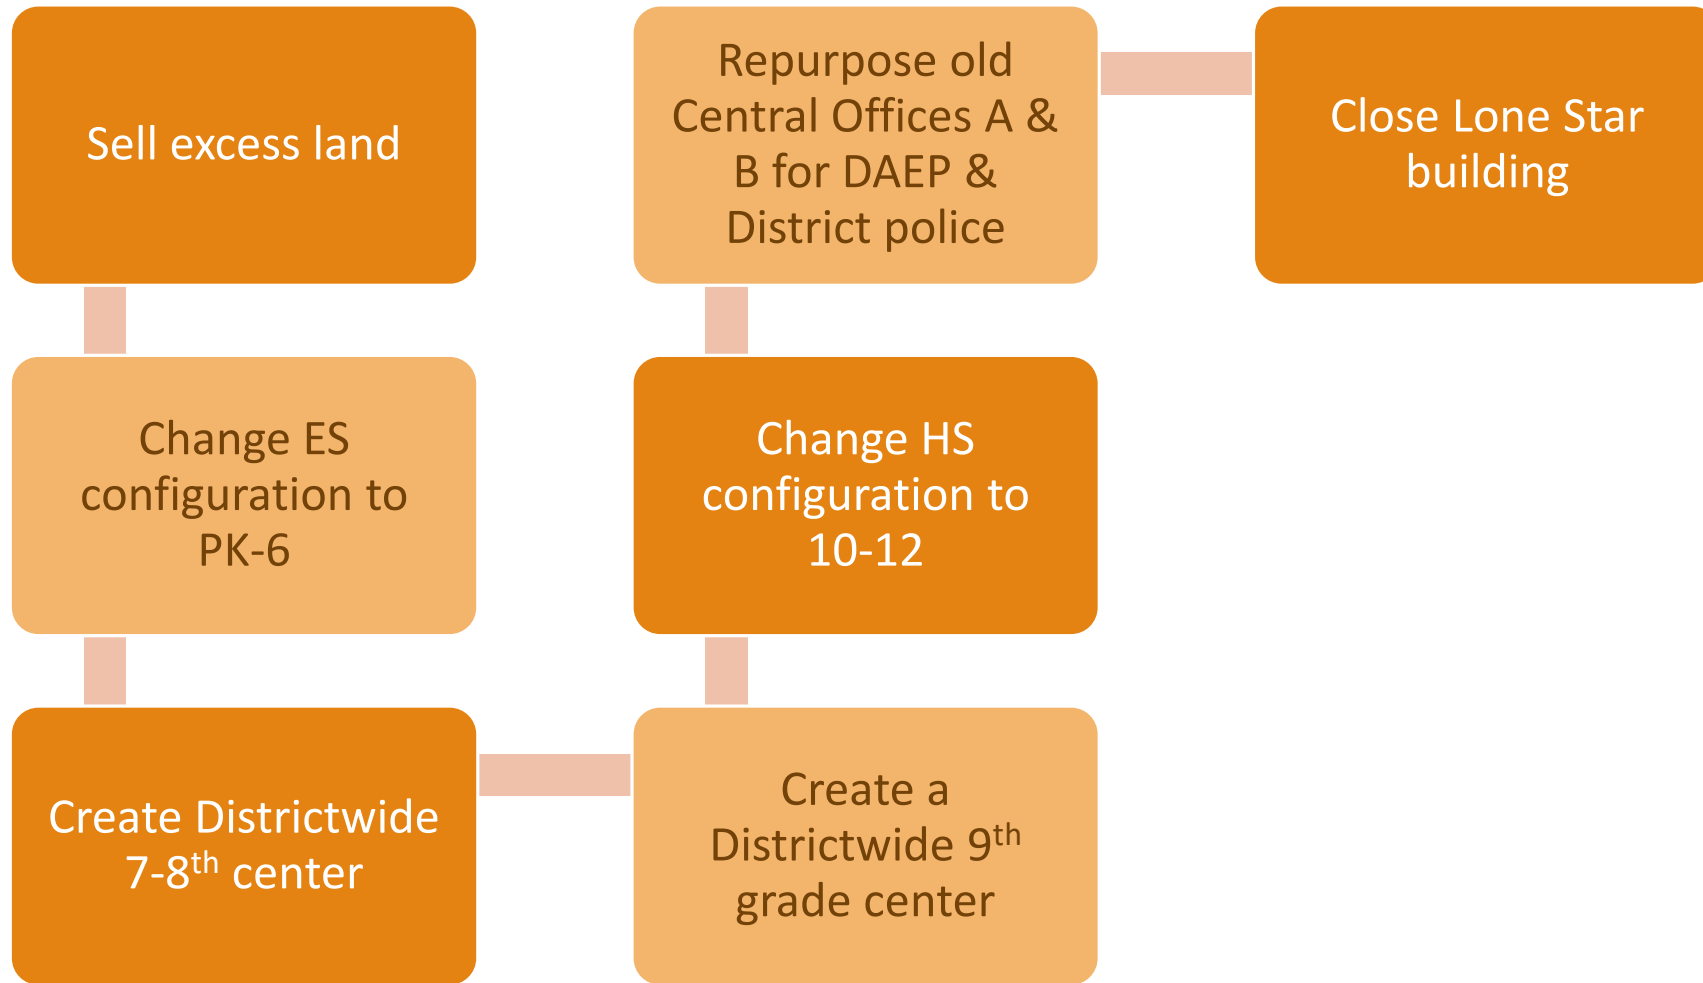 Sell excess land
Change ES
configuration to
PK-6
Create Districtwide
7-8th center
Create a
Districtwide 9th
grade center
Change HS
configuration to
10-12
Repurpose old
Central Offices A &
B for DAEP &
District police
Close Lone Star
building